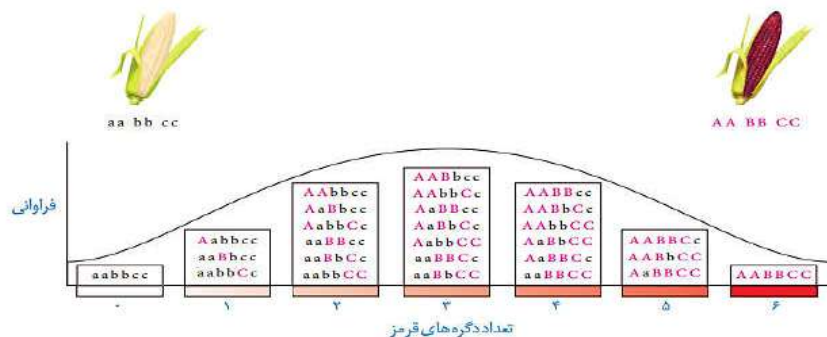 aa bb cc
AA BB CC
فراوانی
aabbcc
Aabbcc
aaBbcc
aabbCc
AAbbcc
AaBbcc
AabbCc
aaBBcc
aaBbCc
aabbCC
AABbcc
AAbbCc
AaBBcc
AaBbCc
AabbCC
aaBBCc
aaBbCC
AABBcc
AABbCc
AAbbCC
AaBbCC
AaBBCc
aaBBCC
AABBCc
AABbCC
AaBBCC
AABBCC
۰ ۱ ۲ ۳ ۴ ۵ ۶
تعداد دگره‌های قرمز